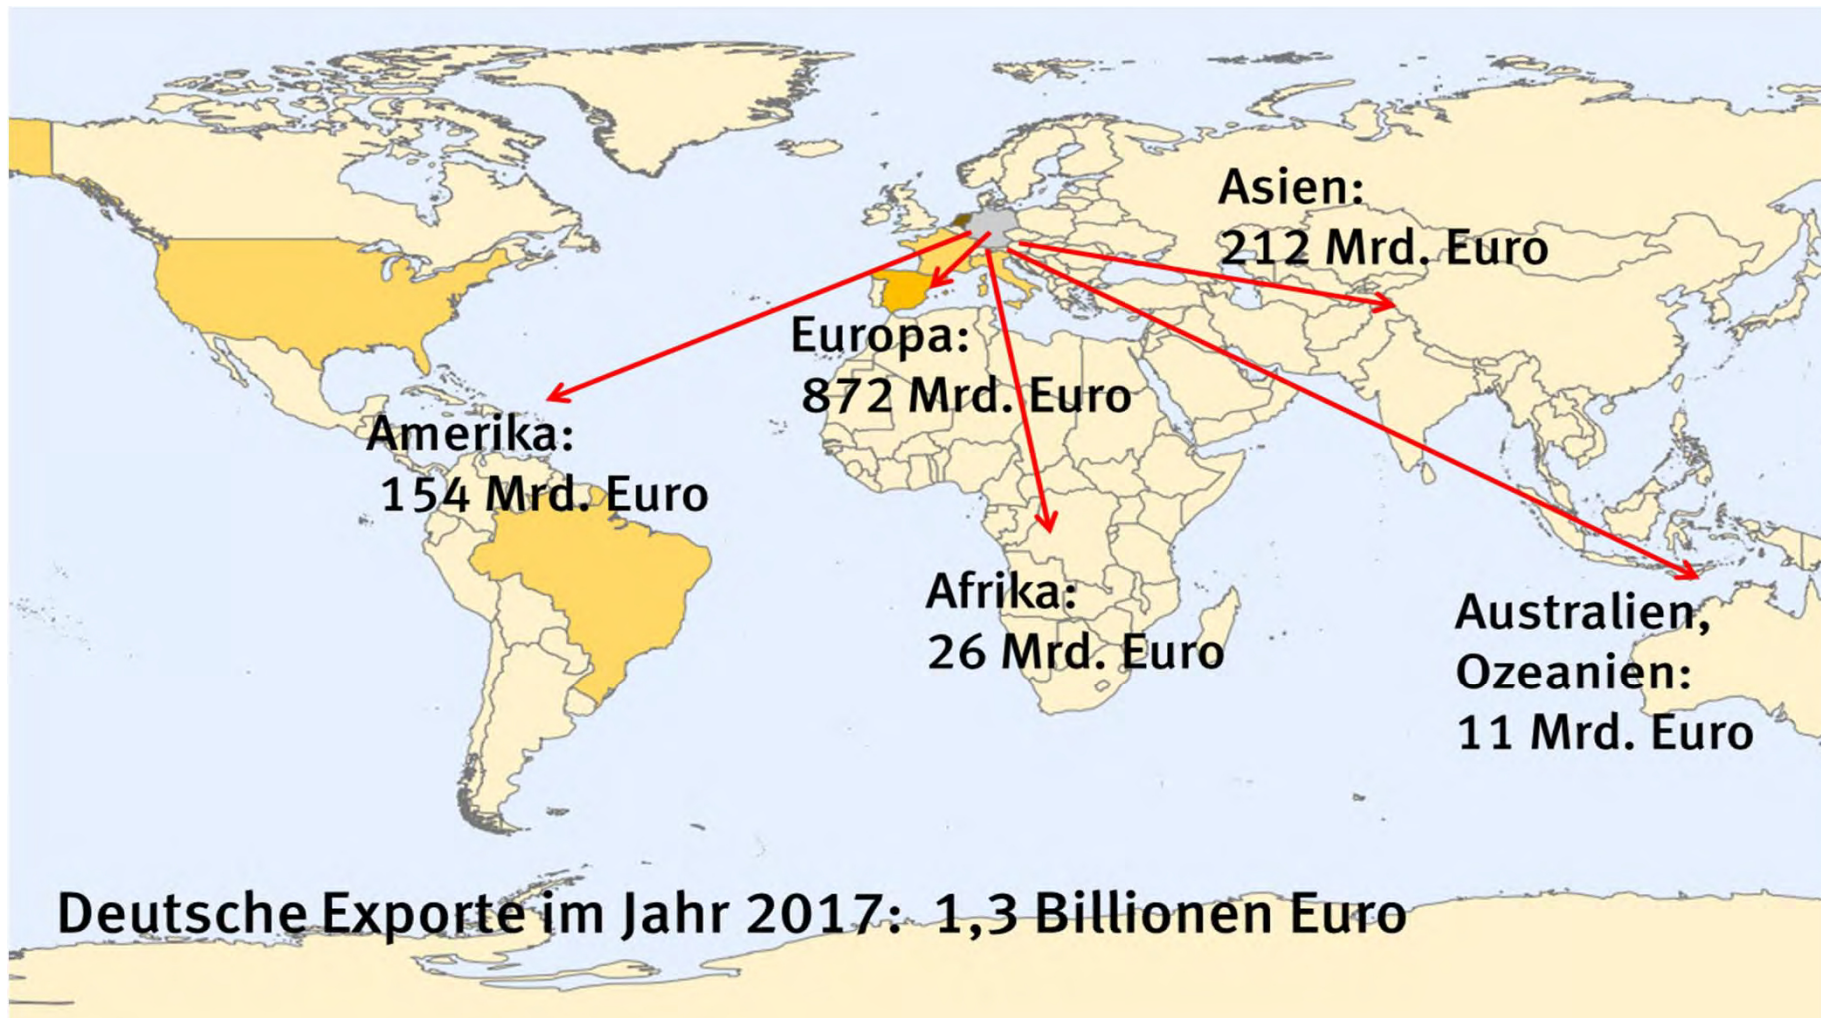 Asien:
212 Mrd. Euro
Europa:
872 Mrd. Euro
Amerika:
154 Mrd. Euro
Afrika:
26 Mrd. Euro
Australien,
Ozeanien:
11 Mrd. Euro
Deutsche Exporte im Jahr 2017: 1,3 Billionen Euro